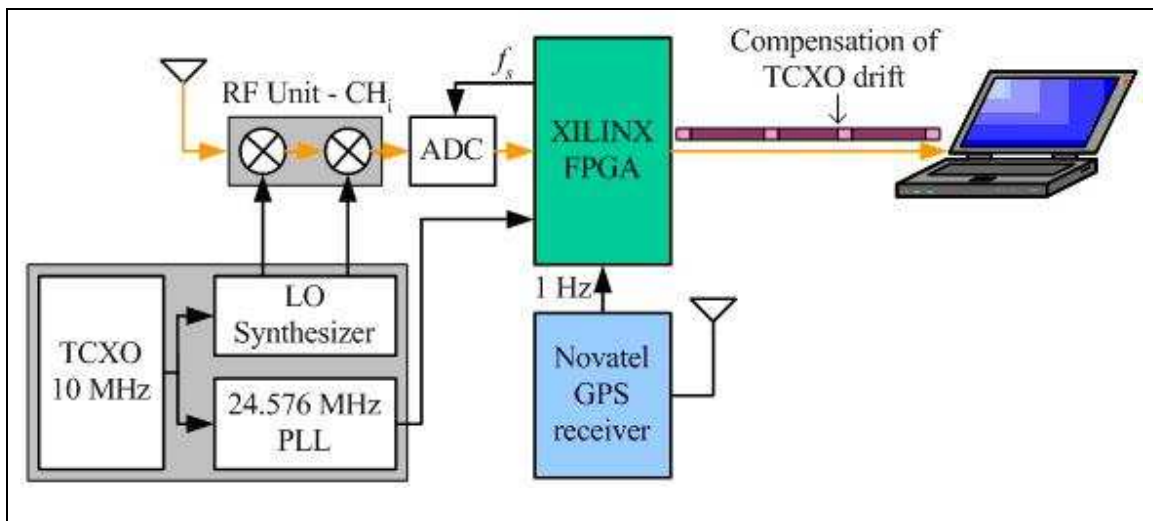 RF Unit - CHi
fs
ADC
XILINX
FPGA
Compensation of
TCXO drift
TCXO
10 MHz
LO
Synthesizer
24.576 MHz
PLL
1 Hz
Novatel
GPS
receiver